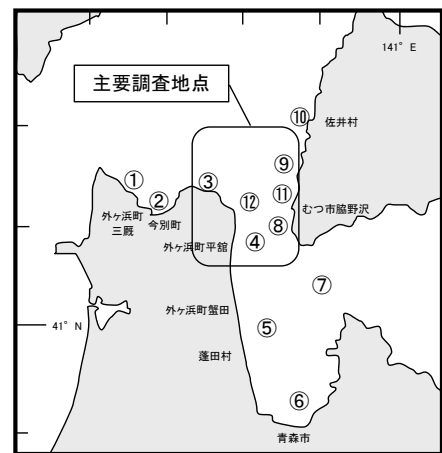 141° E
主要調査地点
⑩
佐井村
⑨
①
③
⑪
②
⑫
むつ市脇野沢
外ヶ浜町
三厩
今別町
⑧
外ヶ浜町平舘
④
⑦
外ヶ浜町蟹田
41° N
⑤
蓬田村
⑥
青森市